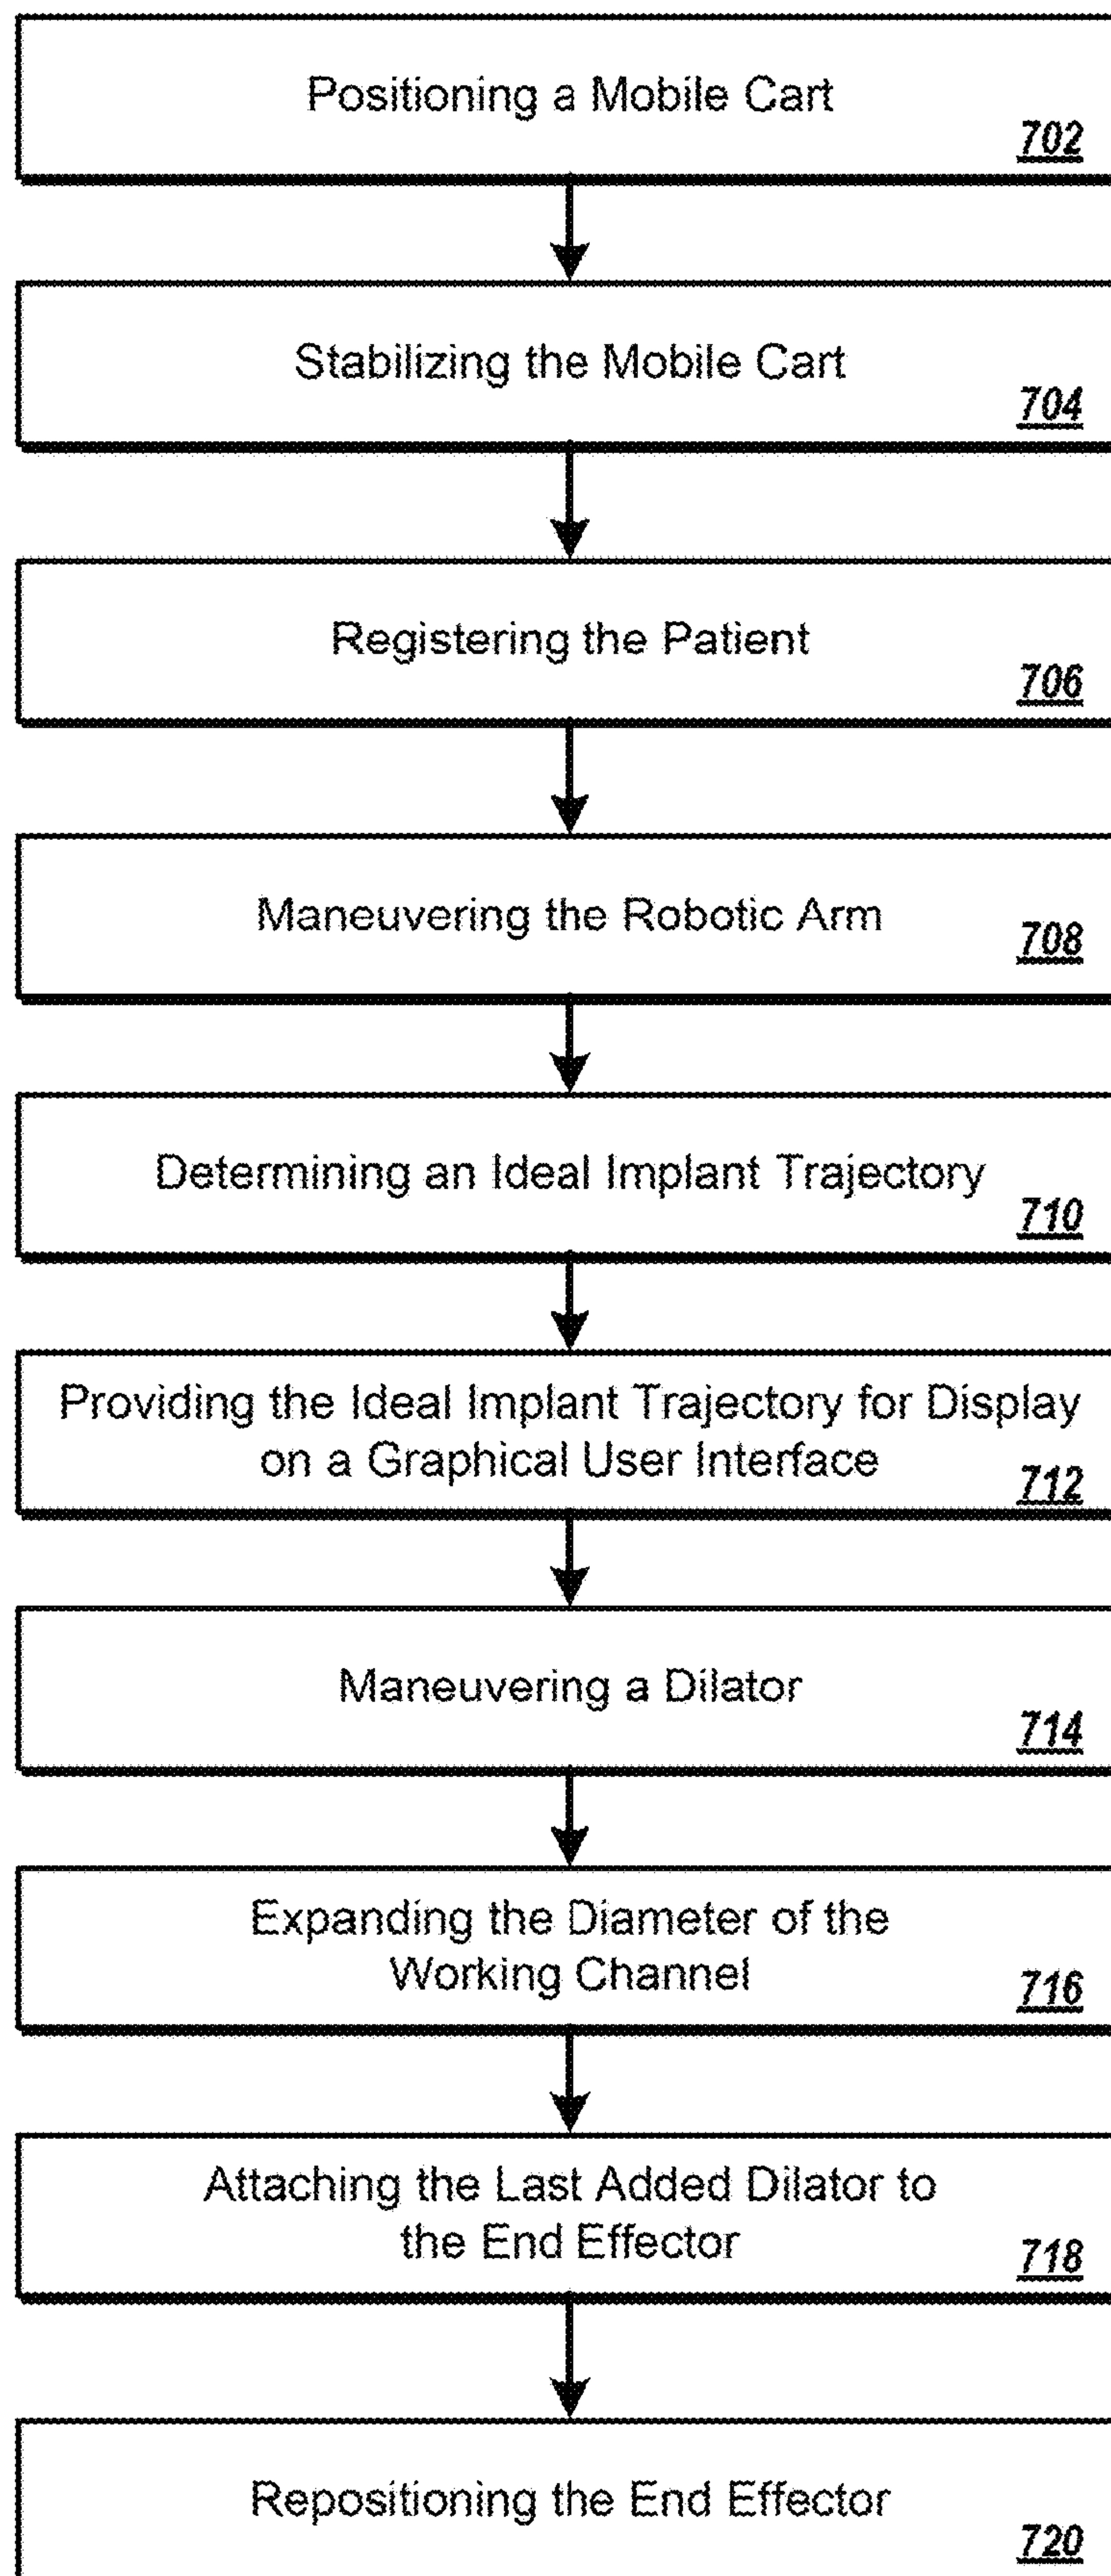 Positioning a Mobile Cart
702
Stabilizing the Mobile Cart
704
Registering the Patient
706
Maneuvering the Robotic Arm
708
Determining an Ideal Implant Trajectory
710
Providing the Ideal Implant Trajectory for Display
on a Graphical User Interface
712
Maneuvering a Dilator
714
Expanding the Diameter of the
Working Channel
716
Attaching the Last Added Dilator to
the End Effector
718
Repositioning the End Effector
720